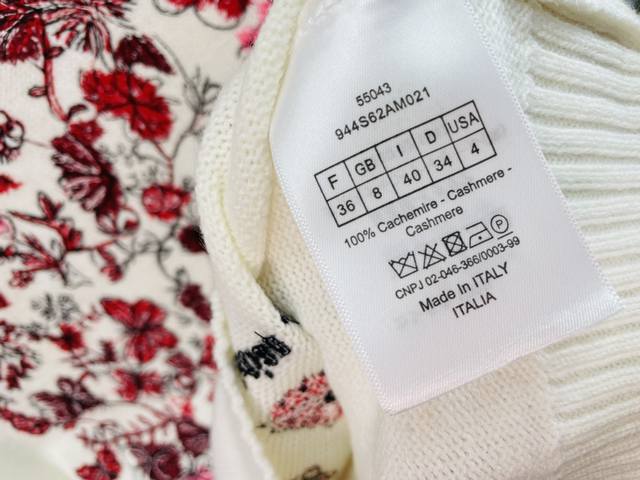 55043
944S62AM021
F GB I D USA
36 8 40 34 4
100% Cachemire - Cashmere -
Cashmere
P
CNPJ 02-046-366/0003-99
Made In ITALY
ITALIA